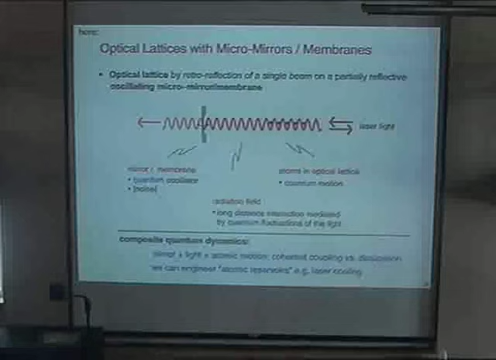 here:
Optical Lattices with Micro-Mirrors / Membranes
• Optical lattice by retro-reflection of a single beam on a partially reflective
oscillating micro-mirror/membrane
laser light
mirror / membrane
• quantum oscillator
• [noise]
atoms in optical lattice
• quantum motion
radiation field
• long distance interaction mediated
by quantum fluctuations of the light
composite quantum dynamics:
mirror + light + atomic motion: coherent coupling vs. dissipation
we can engineer "atomic reservoirs" e.g. laser cooling